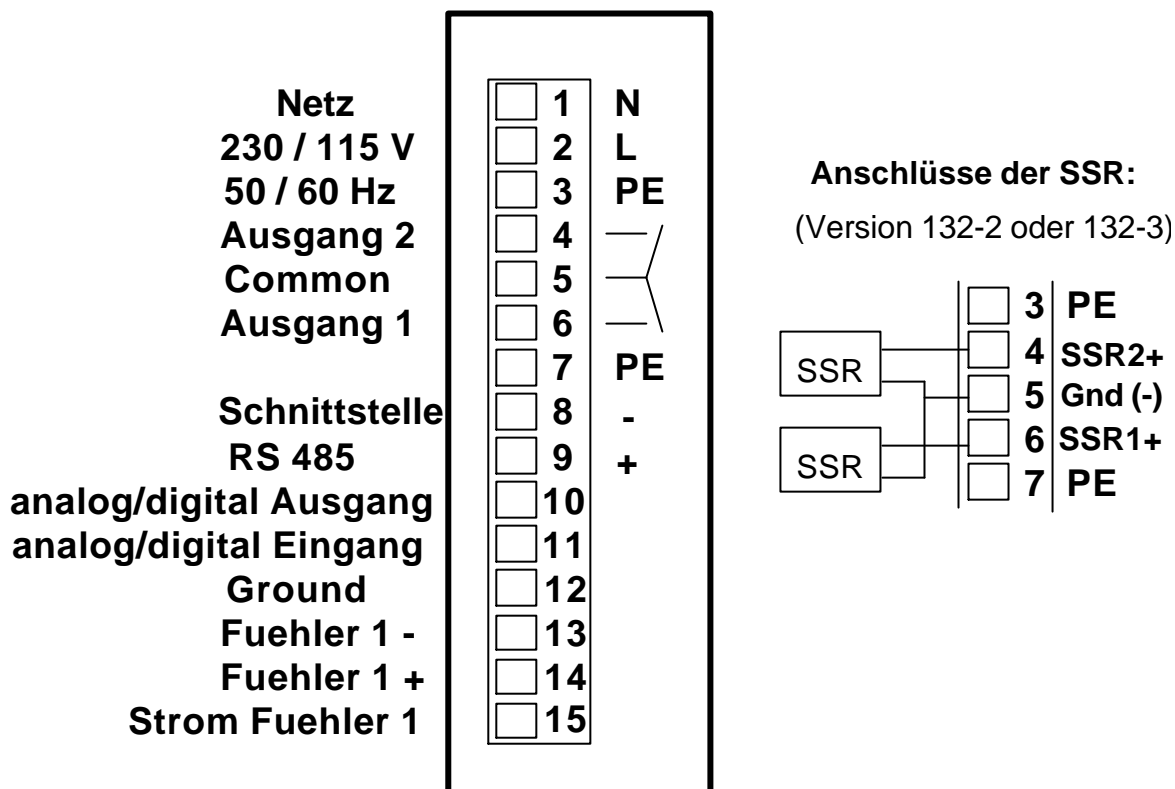 Netz 1 N
230 / 115 V 2 L
50 / 60 Hz 3 PE
Ausgang 2 4
Common 5
Ausgang 1 6
7 PE
Schnittstelle 8 -
RS 485 9 +
analog/digital Ausgang 10
analog/digital Eingang 11
Ground 12
Fuehler 1 - 13
Fuehler 1 + 14
Strom Fuehler 1 15
Anschlüsse der SSR:
(Version 132-2 oder 132-3)
3 PE
SSR 4 SSR2+
5 Gnd (-)
SSR 6 SSR1+
7 PE